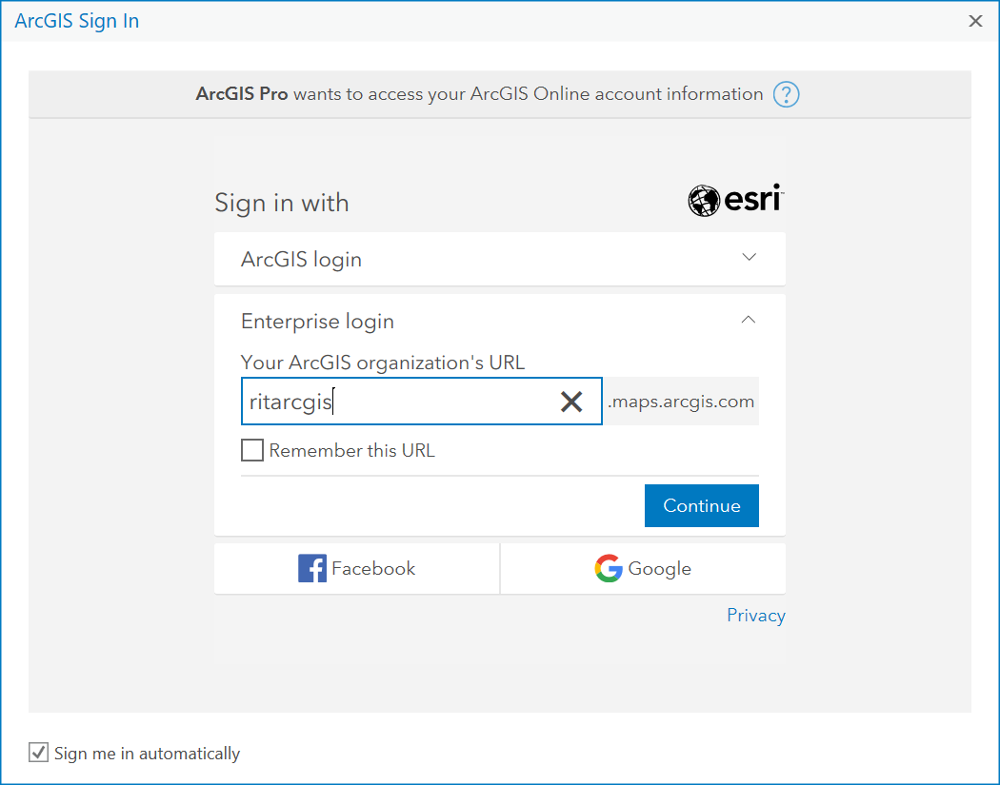 ArcGIS Sign In
ArcGIS Pro wants to access your ArcGIS Online account information ?
Sign in with
esri
ArcGIS login
Enterprise login
Your ArcGIS organization's URL
ritarcgis .maps.arcgis.com
Remember this URL
Continue
Facebook Google
Privacy
Sign me in automatically